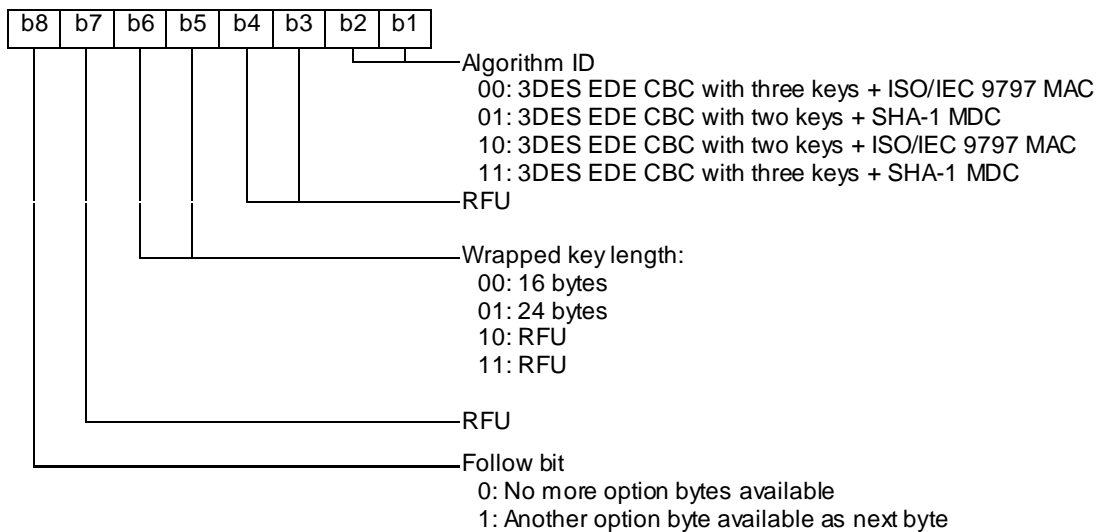 b8 b7 b6 b5 b4 b3 b2 b1
Algorithm ID
00: 3DES EDE CBC with three keys + ISO/IEC 9797 MAC
01: 3DES EDE CBC with two keys + SHA-1 MDC
10: 3DES EDE CBC with two keys + ISO/IEC 9797 MAC
11: 3DES EDE CBC with three keys + SHA-1 MDC
RFU
Wrapped key length:
00: 16 bytes
01: 24 bytes
10: RFU
11: RFU
RFU
Follow bit
0: No more option bytes available
1: Another option byte available as next byte